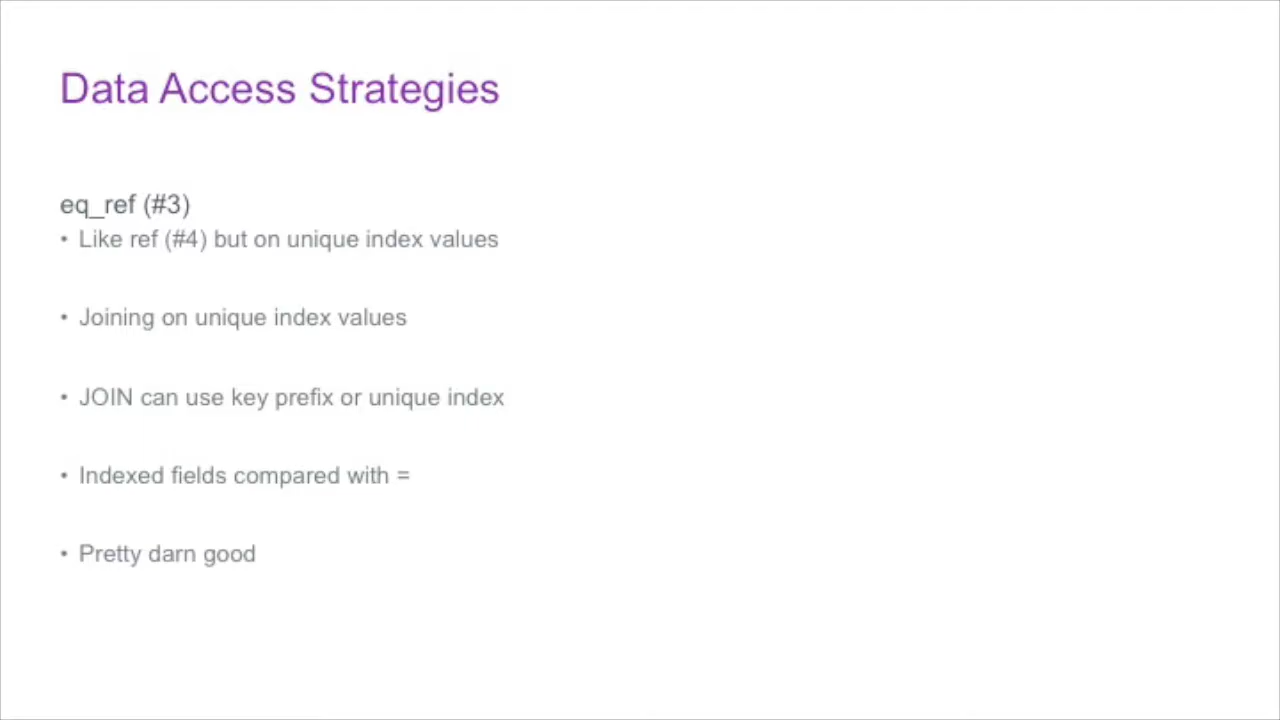 Data Access Strategies
eq_ref (#3)
• Like ref (#4) but on unique index values
• Joining on unique index values
• JOIN can use key prefix or unique index
• Indexed fields compared with =
• Pretty darn good